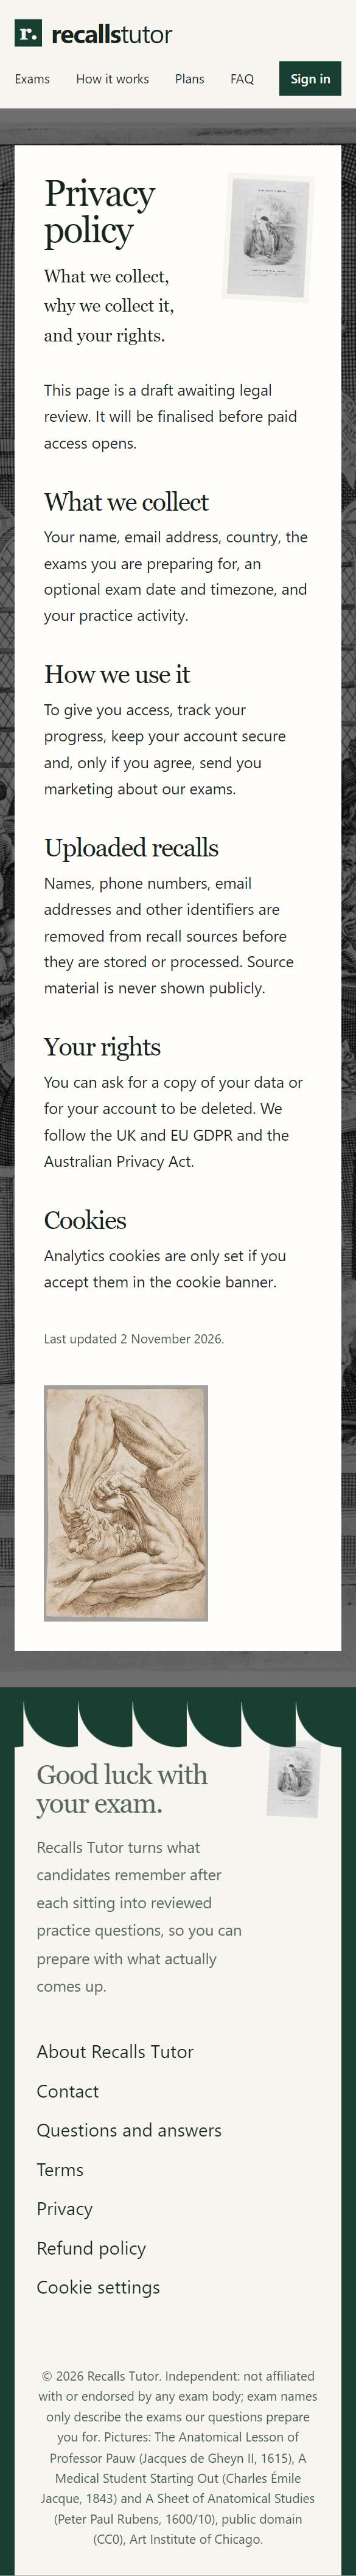 r. recallstutor
Exams How it works Plans FAQ Sign in
Privacy
policy
What we collect,
why we collect it,
and your rights.
This page is a draft awaiting legal
review. It will be finalised before paid
access opens.
What we collect
Your name, email address, country, the
exams you are preparing for, an
optional exam date and timezone, and
your practice activity.
How we use it
To give you access, track your
progress, keep your account secure
and, only if you agree, send you
marketing about our exams.
Uploaded recalls
Names, phone numbers, email
addresses and other identifiers are
removed from recall sources before
they are stored or processed. Source
material is never shown publicly.
Your rights
You can ask for a copy of your data or
for your account to be deleted. We
follow the UK and EU GDPR and the
Australian Privacy Act.
Cookies
Analytics cookies are only set if you
accept them in the cookie banner.
Last updated 2 November 2026.
Good luck with
your exam.
Recalls Tutor turns what
candidates remember after
each sitting into reviewed
practice questions, so you can
prepare with what actually
comes up.
About Recalls Tutor
Contact
Questions and answers
Terms
Privacy
Refund policy
Cookie settings
© 2026 Recalls Tutor. Independent: not affiliated
with or endorsed by any exam body; exam names
only describe the exams our questions prepare
you for. Pictures: The Anatomical Lesson of
Professor Pauw (Jacques de Gheyn II, 1615), A
Medical Student Starting Out (Charles Émile
Jacque, 1843) and A Sheet of Anatomical Studies
(Peter Paul Rubens, 1600/10), public domain
(CC0), Art Institute of Chicago.